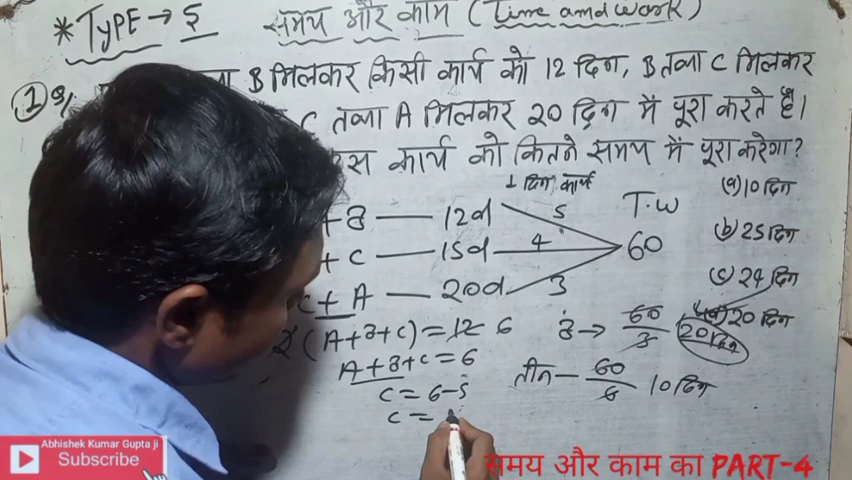 * TYPE → 5 समय और काम (Time and work)
① Q/ B मिलकर किसी कार्य को 12 दिन, B तथा C मिलकर
C तथा A मिलकर 20 दिन में पूरा करते है।
इस कार्य को कितने समय में पूरा करेगा?
1 दिन कार्य
(a) 10 दिन
+ B — 12d 5 T.W
(b) 25 दिन
+ C — 15d 4 60
(c) 24 दिन
C + A — 20d 3
20 दिन
2 (A+B+C) = 12 6 B → 60/3 20 दिन
A+B+C = 6
तीनो — 60/6 10 दिन
C = 6-5
C =
Abhishek Kumar Gupta ji
Subscribe
समय और काम का PART-4